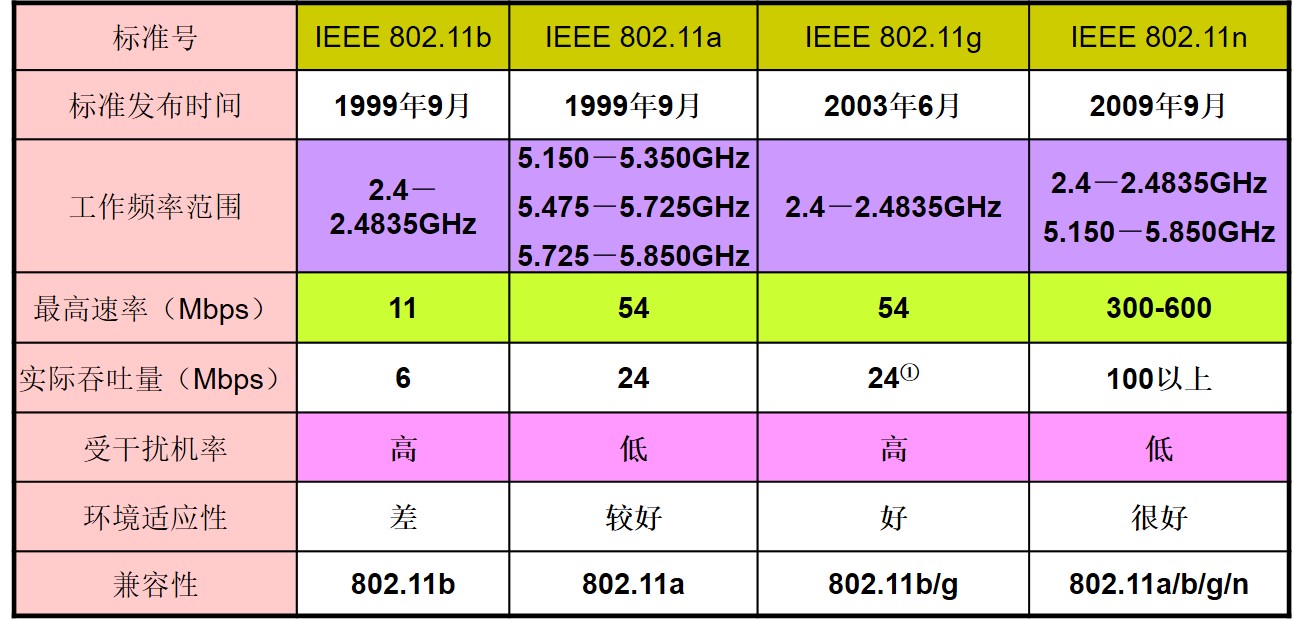 标准号 IEEE 802.11b IEEE 802.11a IEEE 802.11g IEEE 802.11n
标准发布时间 1999年9月 1999年9月 2003年6月 2009年9月
工作频率范围
2.4－
2.4835GHz
5.150－5.350GHz
5.475－5.725GHz
5.725－5.850GHz
2.4－2.4835GHz
2.4－2.4835GHz
5.150－5.850GHz
最高速率（Mbps） 11 54 54 300-600
实际吞吐量（Mbps） 6 24 24① 100以上
受干扰机率 高 低 高 低
环境适应性 差 较好 好 很好
兼容性 802.11b 802.11a 802.11b/g 802.11a/b/g/n